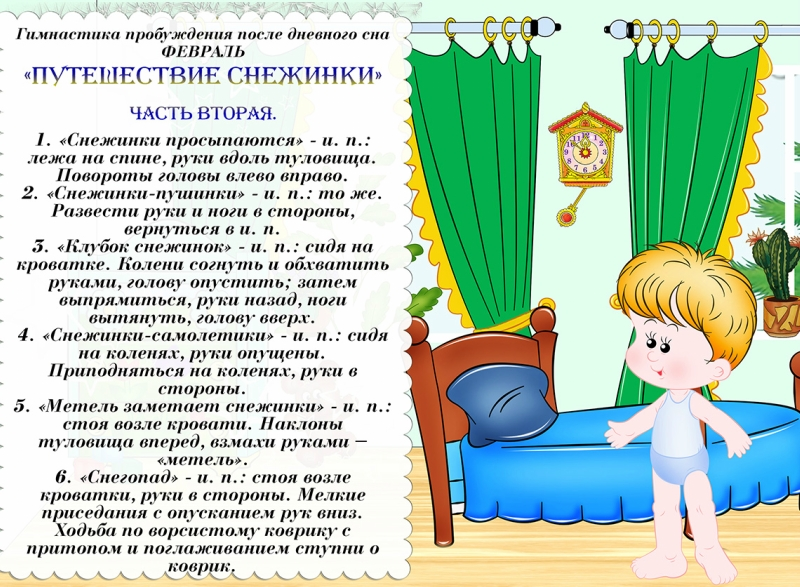 Гимнастика пробуждения после дневного сна
ФЕВРАЛЬ
«ПУТЕШЕСТВИЕ СНЕЖИНКИ»
ЧАСТЬ ВТОРАЯ.
1. «Снежинки просыпаются» - и. п.:
лежа на спине, руки вдоль туловища.
Повороты головы влево вправо.
2. «Снежинки-пушинки» - и. п.: то же.
Развести руки и ноги в стороны,
вернуться в и. п.
3. «Клубок снежинок» - и. п.: сидя на
кроватке. Колени согнуть и обхватить
руками, голову опустить; затем
выпрямиться, руки назад, ноги
вытянуть, голову вверх.
4. «Снежинки-самолетики» - и. п.: сидя
на коленях, руки опущены.
Приподняться на коленях, руки в
стороны.
5. «Метель заметает снежинки» - и. п.:
стоя возле кровати. Наклоны
туловища вперед, взмахи руками –
«метель».
6. «Снегопад» - и. п.: стоя возле
кроватки, руки в стороны. Мелкие
приседания с опусканием рук вниз.
Ходьба по ворсистому коврику с
притопом и поглаживанием ступни о
коврик.